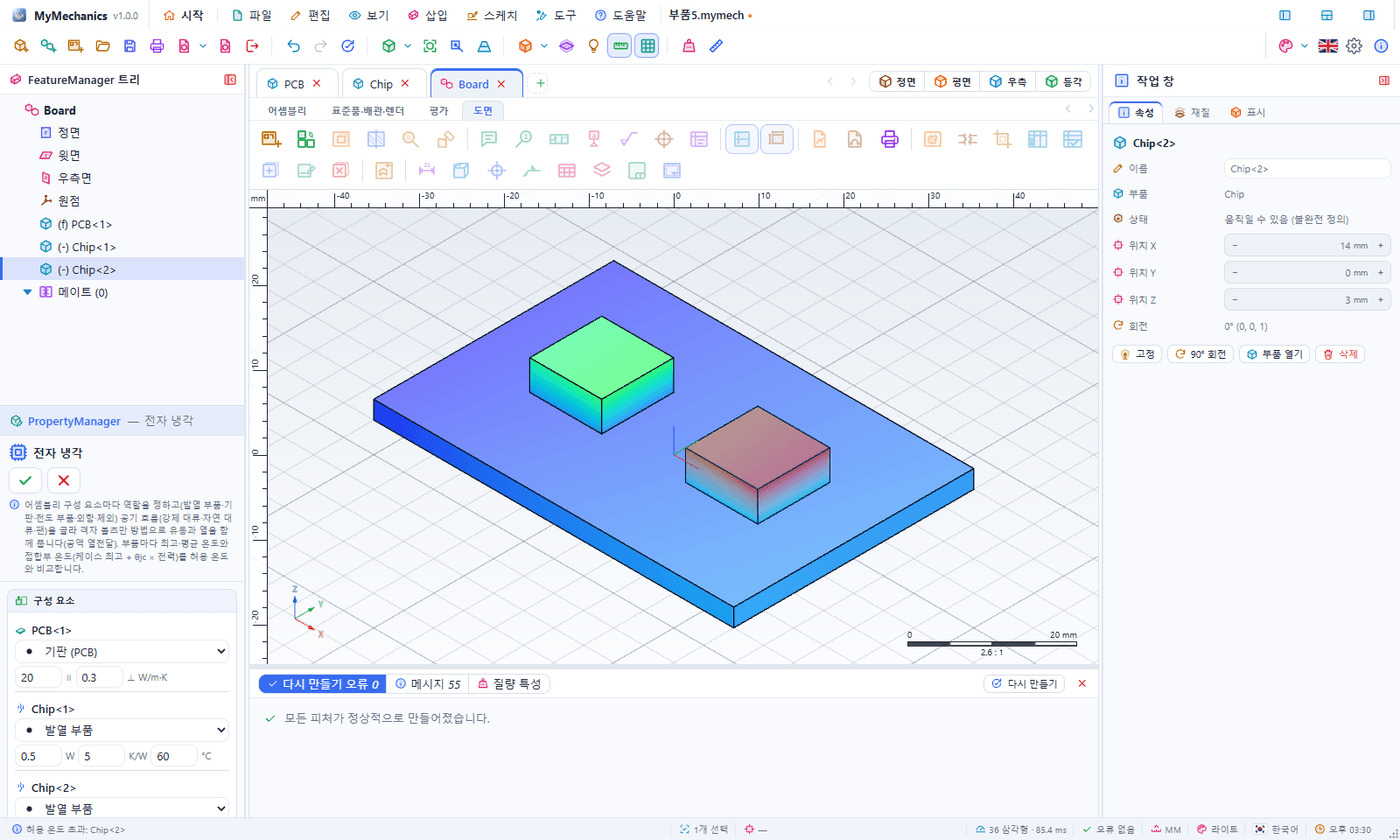 MyMechanics v1.0.0 시작 파일 편집 보기 삽입 스케치 도구 도움말 부품5.mymech
FeatureManager 트리
Board
정면
윗면
우측면
원점
(f) PCB<1>
(-) Chip<1>
(-) Chip<2>
메이트 (0)
PropertyManager — 전자 냉각
전자 냉각
어셈블리 구성 요소마다 역할을 정하고(발열 부품·기
판·전도 부품·외함·제외) 공기 흐름(강제 대류·자연 대
류·팬)을 골라 격자 볼츠만 방법으로 유동과 열을 함
께 풉니다(공액 열전달). 부품마다 최고·평균 온도와
접합부 온도(케이스 최고 + θjc × 전력)를 허용 온도
와 비교합니다.
구성 요소
PCB<1>
기판 (PCB)
20 ∥ 0.3 ⊥ W/m·K
Chip<1>
발열 부품
0.5 W 5 K/W 60 °C
Chip<2>
발열 부품
PCB Chip Board
정면 평면 우측 등각
어셈블리 표준품·배관·렌더 평가 도면
mm -40 -30 -20 -10 0 10 20 30 40
20
10
0
-10
-20
Z
Y
X
0 20 mm
2.6 : 1
다시 만들기 오류 0 메시지 55 질량 특성 다시 만들기
모든 피처가 정상적으로 만들어졌습니다.
작업 창
속성 재질 표시
Chip<2>
이름 Chip<2>
부품 Chip
상태 움직일 수 있음 (불완전 정의)
위치 X − 14 mm +
위치 Y − 0 mm +
위치 Z − 3 mm +
회전 0° (0, 0, 1)
고정 90° 회전 부품 열기 삭제
허용 온도 초과: Chip<2> 1개 선택 — 36 삼각형 · 85.4 ms 오류 없음 MM 라이트 한국어 오후 03:30